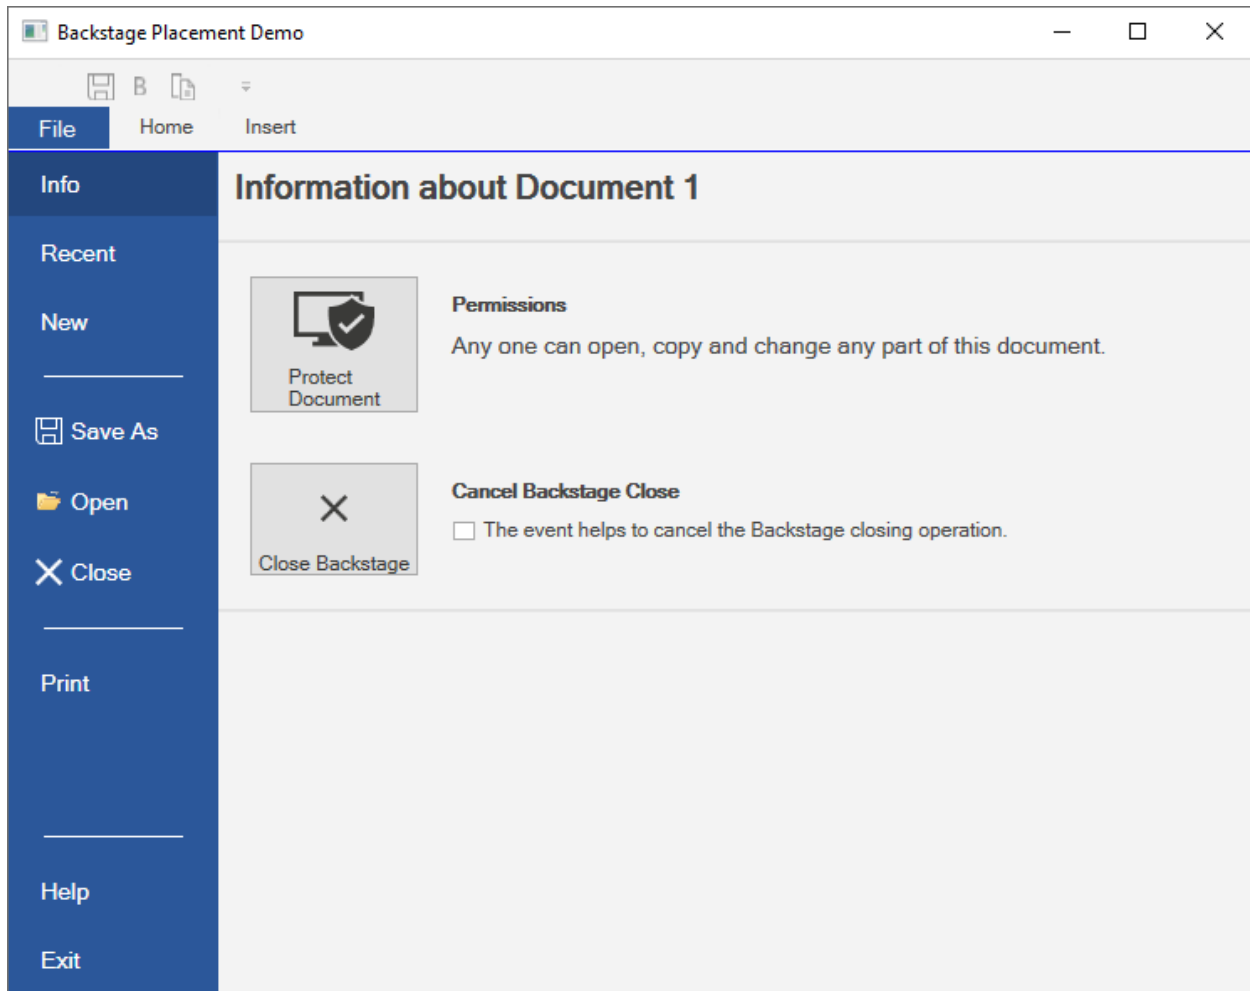 Backstage Placement Demo
B
File Home Insert
Info
Recent
New
Save As
Open
Close
Print
Help
Exit
Information about Document 1
Protect
Document
Permissions
Any one can open, copy and change any part of this document.
Close Backstage
Cancel Backstage Close
The event helps to cancel the Backstage closing operation.